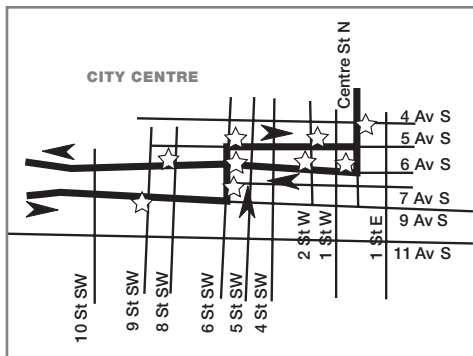 CITY CENTRE
Centre St N
4 Av S
5 Av S
6 Av S
7 Av S
9 Av S
11 Av S
10 St SW
9 St SW
8 St SW
6 St SW
5 St SW
4 St SW
2 St W
1 St W
1 St E